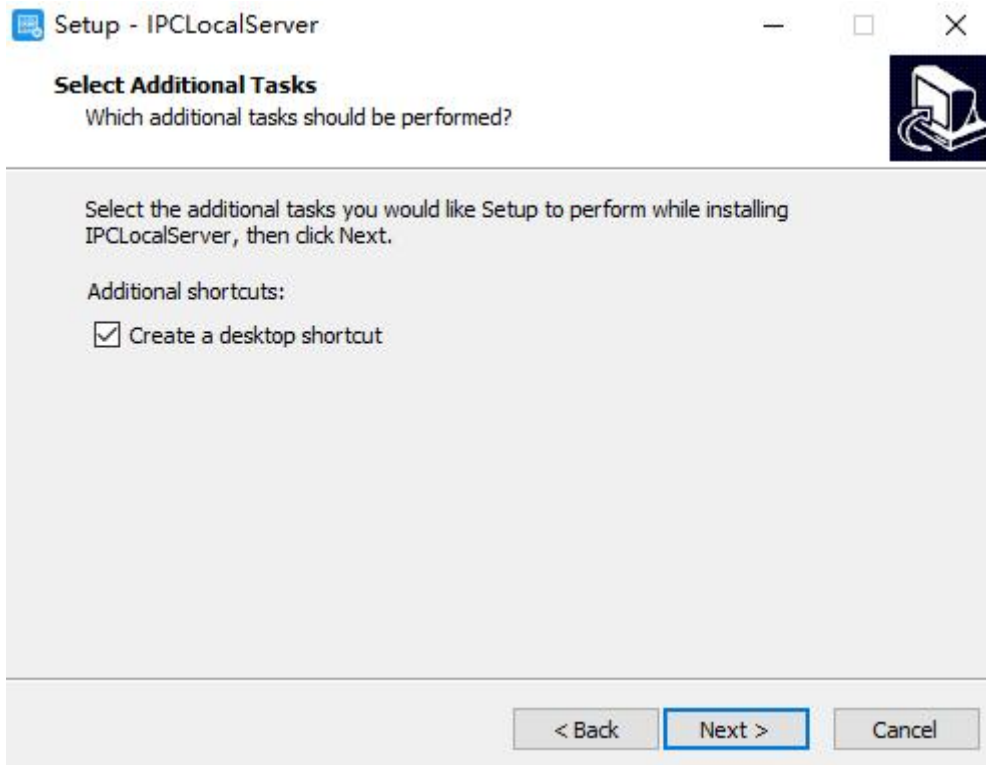 Setup - IPCLocalServer
Select Additional Tasks
Which additional tasks should be performed?
Select the additional tasks you would like Setup to perform while installing
IPCLocalServer, then click Next.
Additional shortcuts:
Create a desktop shortcut
< Back
Next >
Cancel